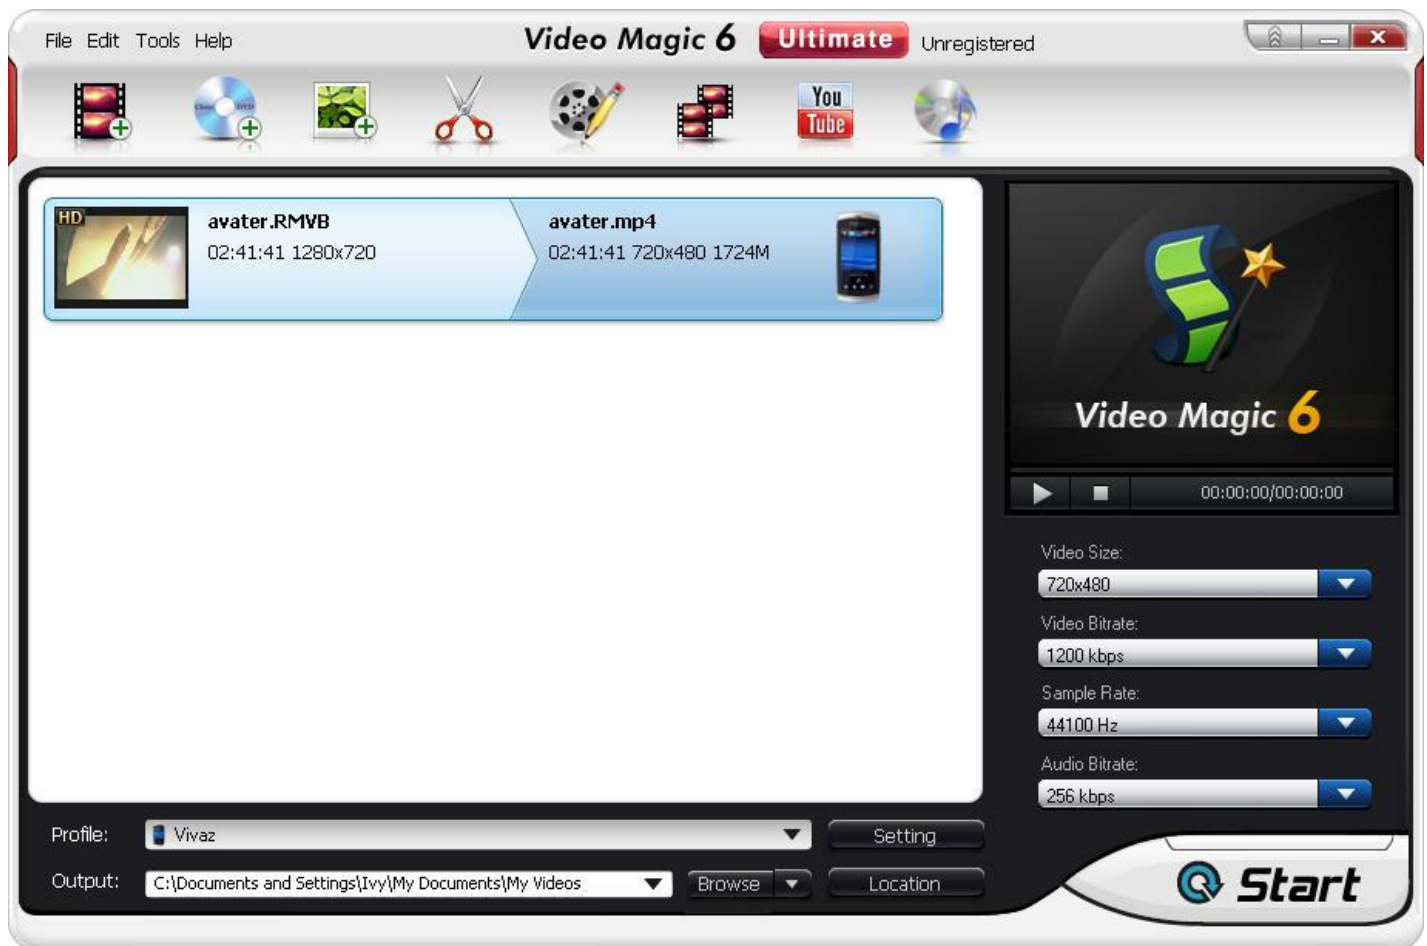 File Edit Tools Help
Video Magic 6 Ultimate Unregistered
You
Tube
HD
avater.RMVB
02:41:41 1280x720
avater.mp4
02:41:41 720x480 1724M
Video Magic 6
00:00:00/00:00:00
Video Size:
720x480
Video Bitrate:
1200 kbps
Sample Rate:
44100 Hz
Audio Bitrate:
256 kbps
Profile: Vivaz Setting
Output: C:\Documents and Settings\Ivy\My Documents\My Videos Browse Location
Start